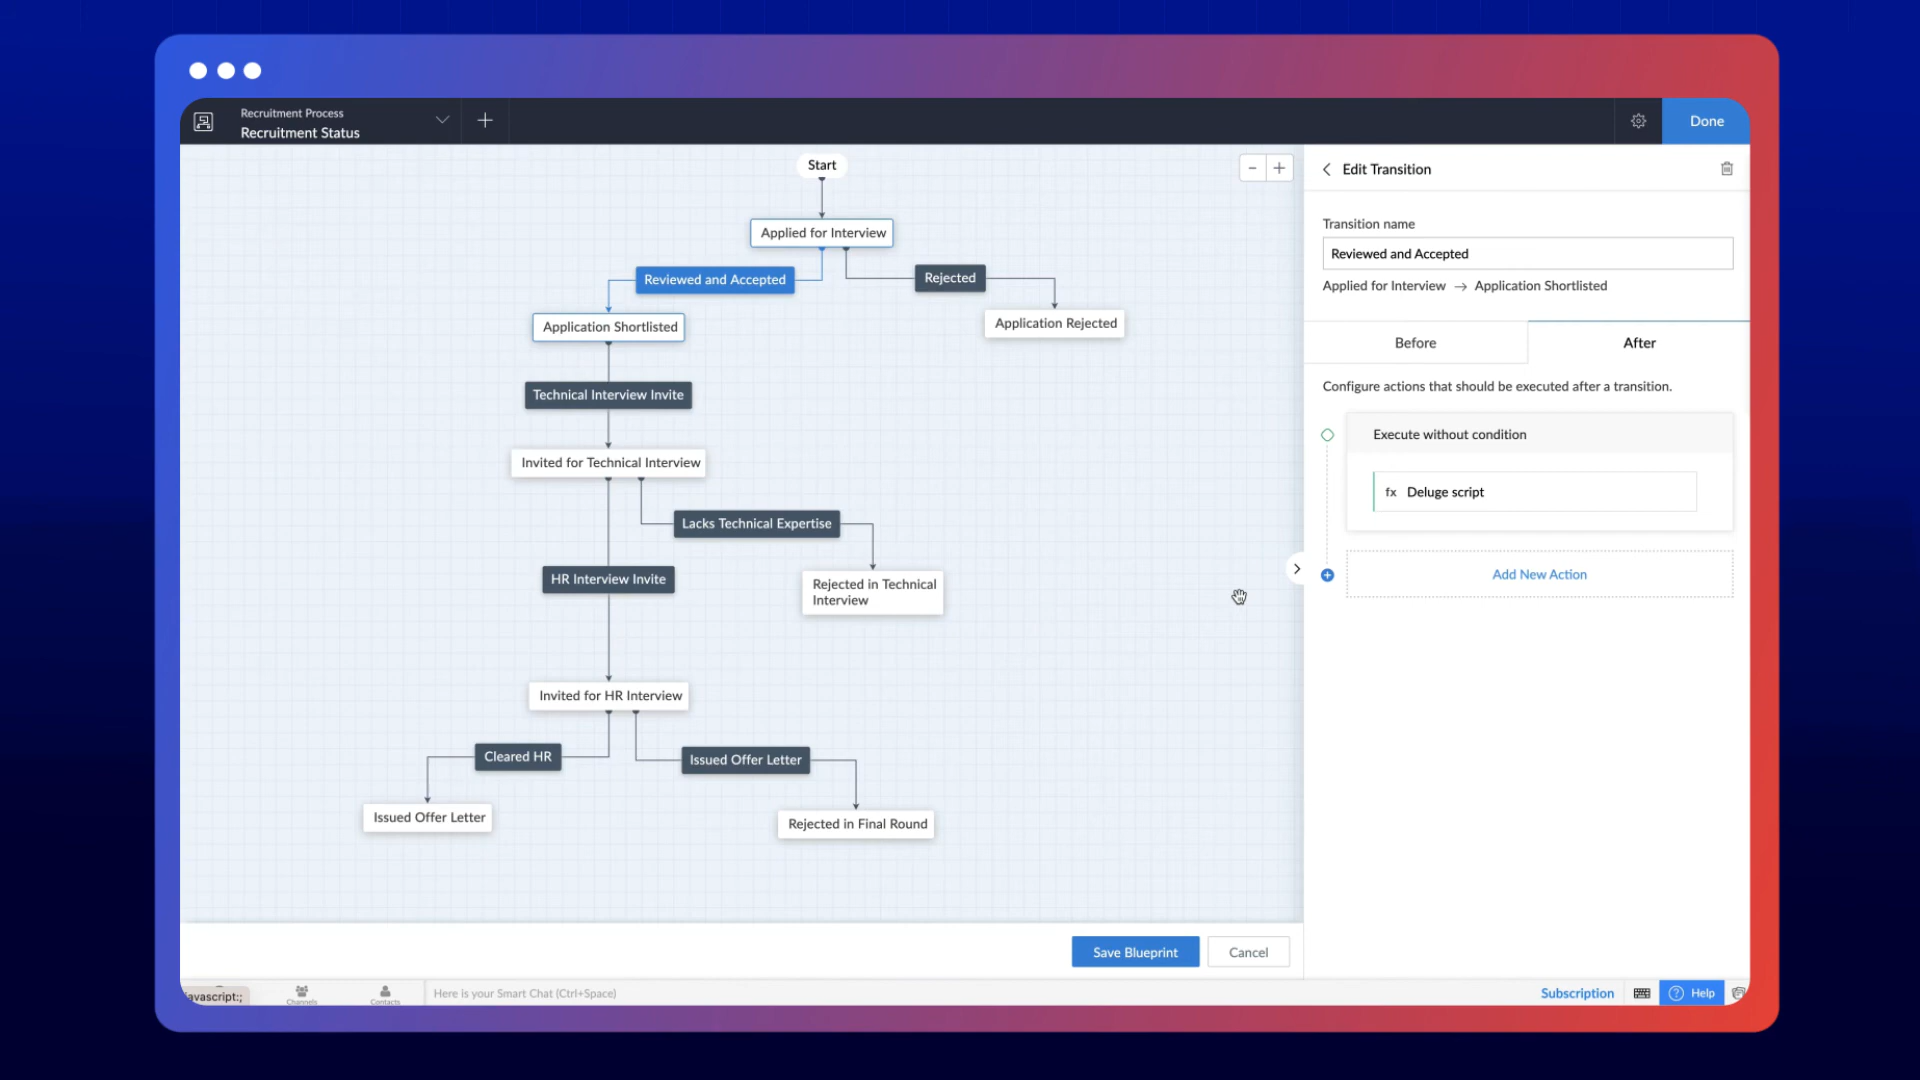 Recruitment Process
Recruitment Status
Done
Start
Applied for Interview
Reviewed and Accepted
Rejected
Application Shortlisted
Application Rejected
Technical Interview Invite
Invited for Technical Interview
Lacks Technical Expertise
HR Interview Invite
Rejected in Technical
Interview
Invited for HR Interview
Cleared HR
Issued Offer Letter
Issued Offer Letter
Rejected in Final Round
Edit Transition
Transition name
Reviewed and Accepted
Applied for Interview → Application Shortlisted
Before
After
Configure actions that should be executed after a transition.
Execute without condition
fx Deluge script
Add New Action
Save Blueprint
Cancel
avascript:;
Channels
Contacts
Here is your Smart Chat (Ctrl+Space)
Subscription
Help